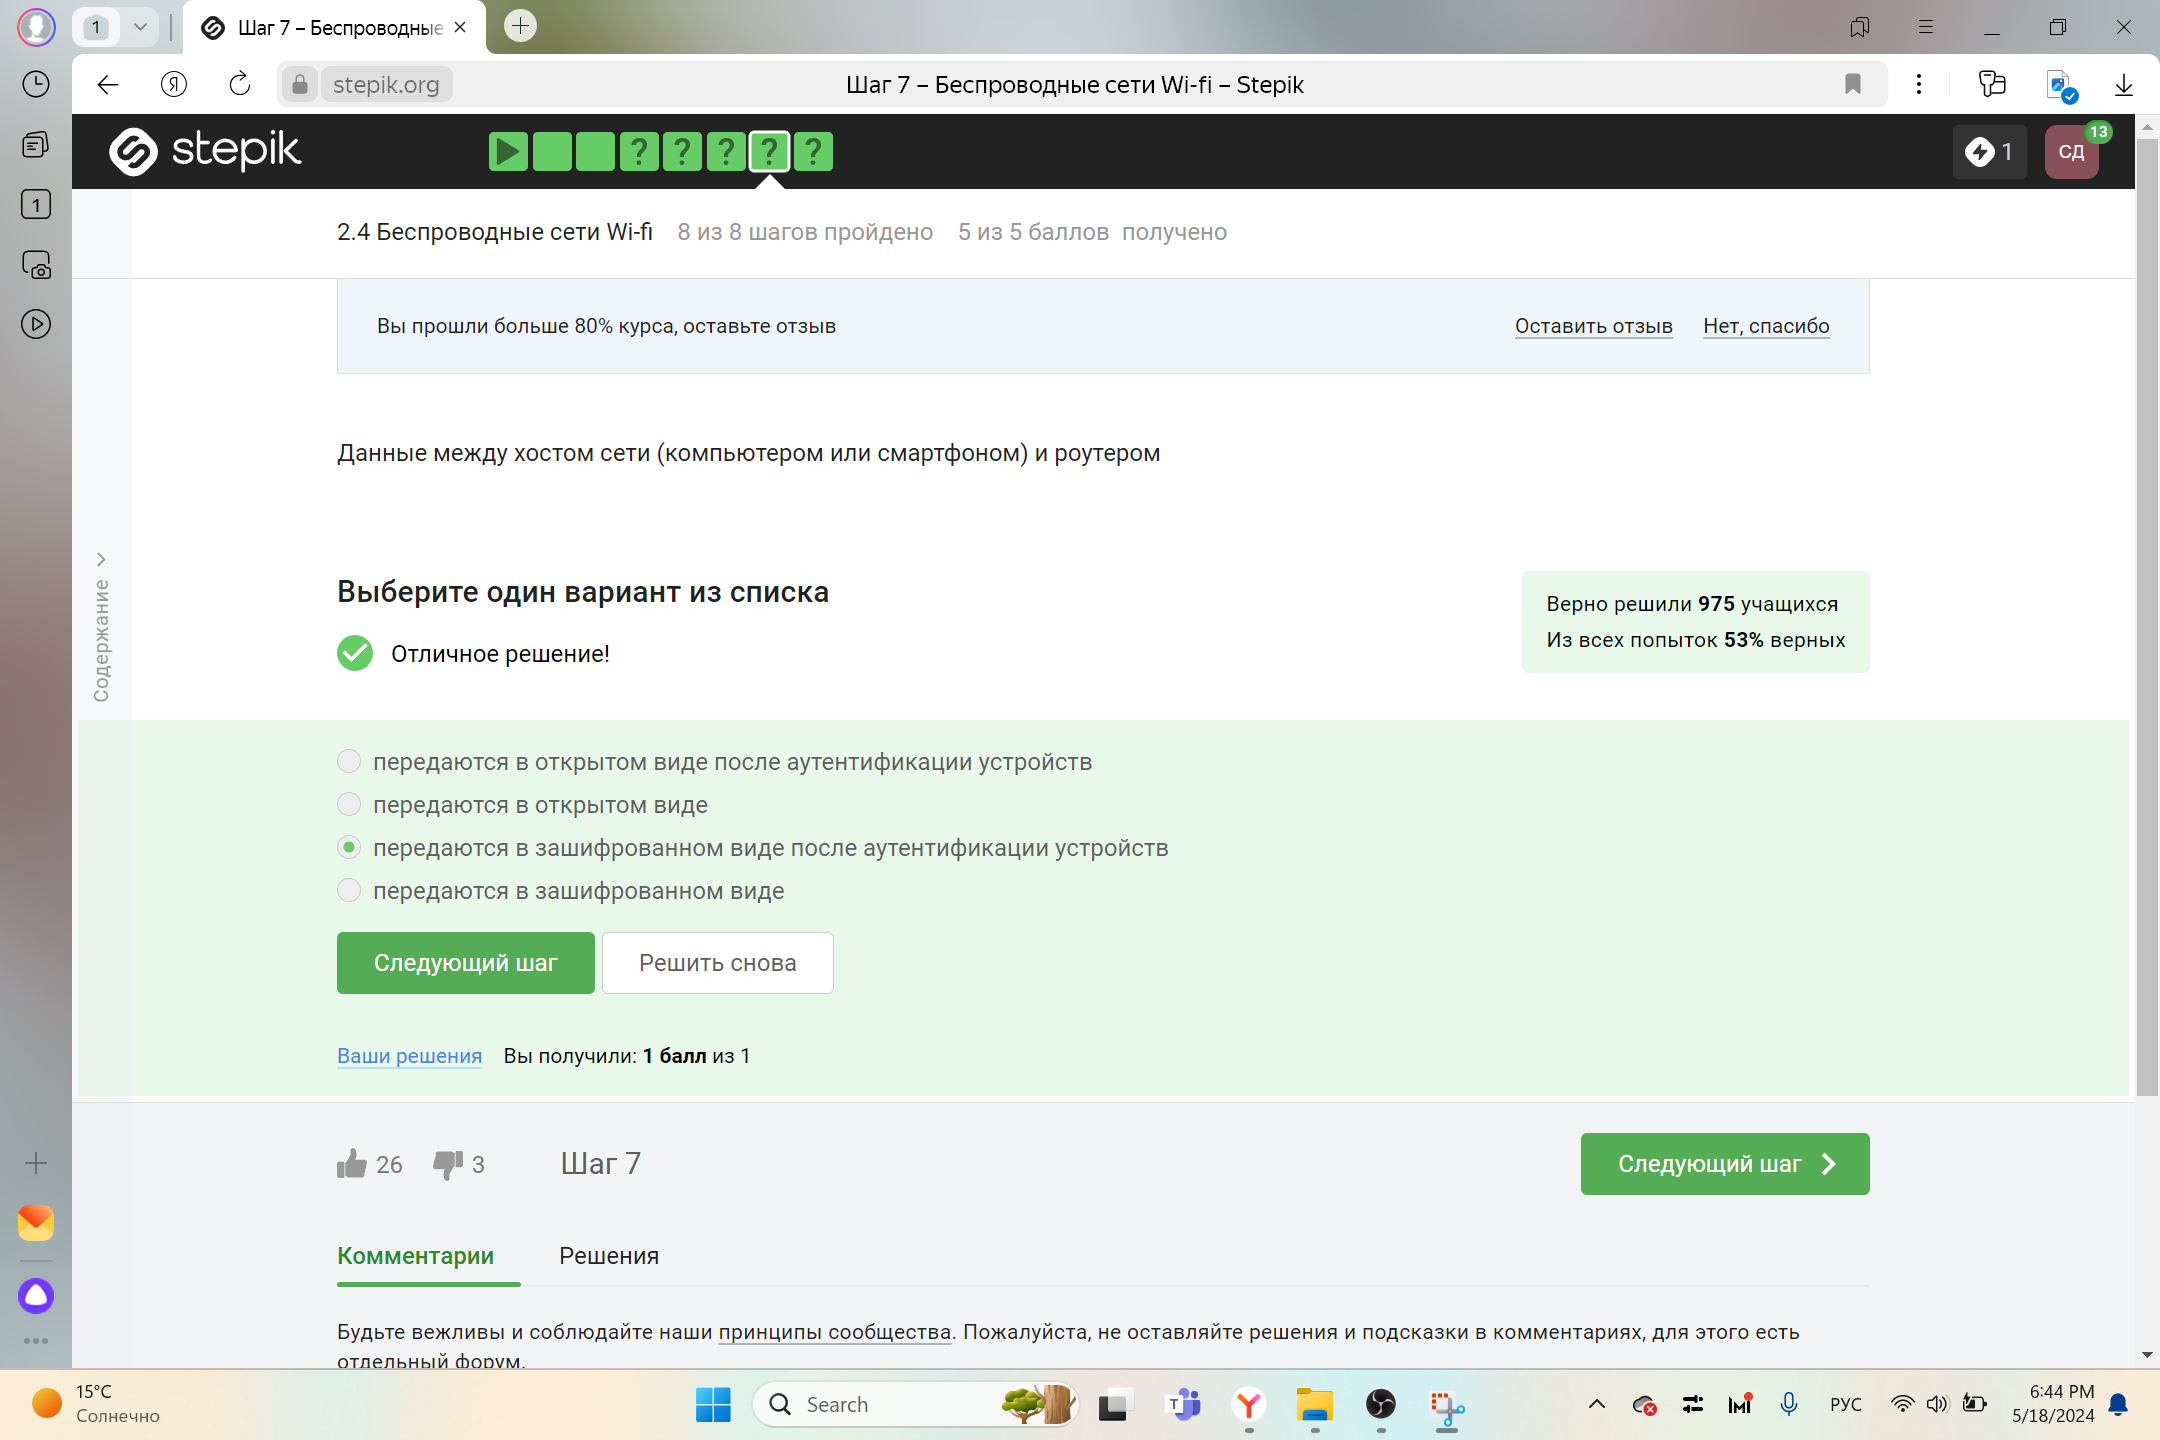 1
Шаг 7 – Беспроводные
stepik.org
Шаг 7 – Беспроводные сети Wi-fi – Stepik
stepik
? ? ? ? ?
1
СД
13
1
2.4 Беспроводные сети Wi-fi 8 из 8 шагов пройдено 5 из 5 баллов получено
Вы прошли больше 80% курса, оставьте отзыв
Оставить отзыв
Нет, спасибо
Данные между хостом сети (компьютером или смартфоном) и роутером
Содержание
Выберите один вариант из списка
Отличное решение!
Верно решили 975 учащихся
Из всех попыток 53% верных
передаются в открытом виде после аутентификации устройств
передаются в открытом виде
передаются в зашифрованном виде после аутентификации устройств
передаются в зашифрованном виде
Следующий шаг
Решить снова
Ваши решения Вы получили: 1 балл из 1
26
3
Шаг 7
Следующий шаг
Комментарии
Решения
Будьте вежливы и соблюдайте наши принципы сообщества. Пожалуйста, не оставляйте решения и подсказки в комментариях, для этого есть
отдельный форум.
15°C
Солнечно
Search
РУС
6:44 PM
5/18/2024